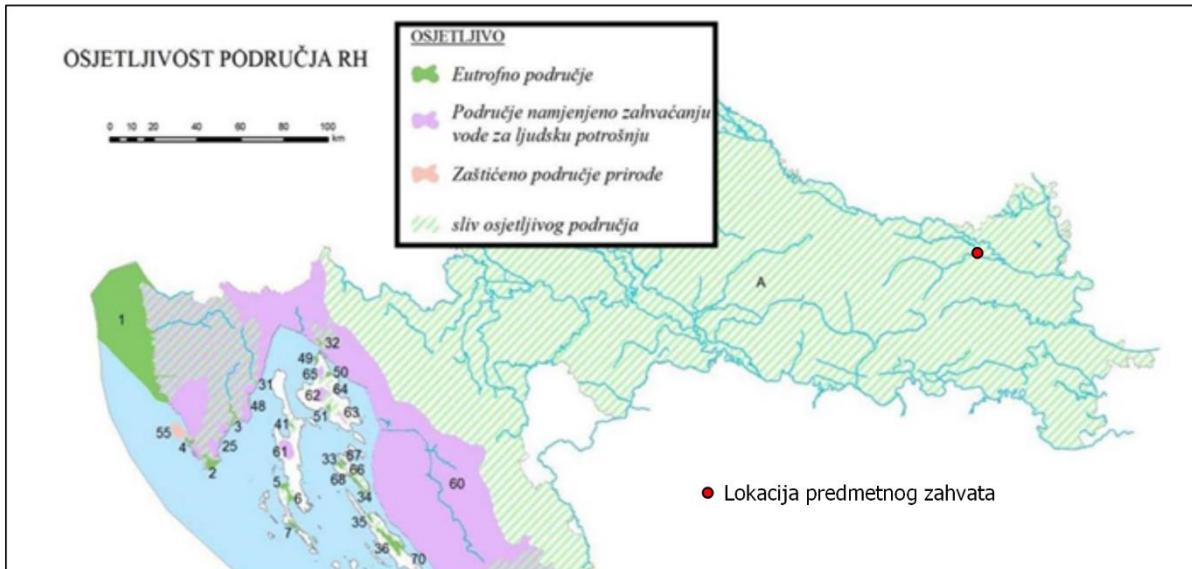 OSJETLJIVOST PODRUČJA RH
0 10 20 40 60 80 100
km
OSJETLJIVO
Eutrofno područje
Područje namjenjeno zahvaćanju
vode za ljudsku potrošnju
Zaštićeno područje prirode
sliv osjetljivog područja
A
1
32
49
65
50
31
62
64
48
51
63
3
41
55
4
25
61
2
33
67
66
68
60
5
6
34
7
35
36
70
Lokacija predmetnog zahvata